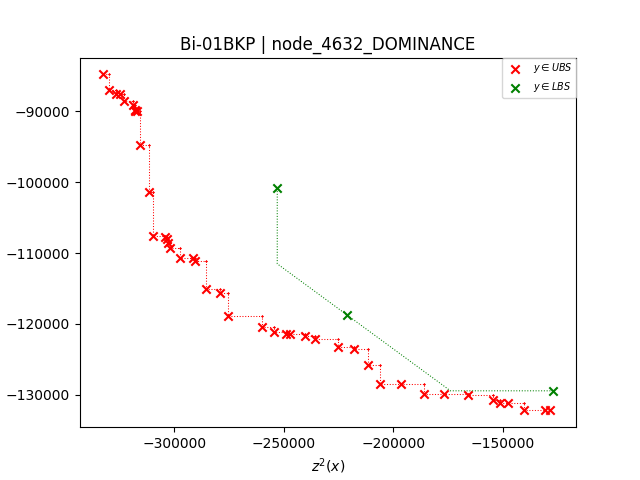 Bi-01BKP | node_4632_DOMINANCE
y ∈ UBS
y ∈ LBS
−90000
−100000
−110000
−120000
−130000
−300000
−250000
−200000
−150000
z²(x)